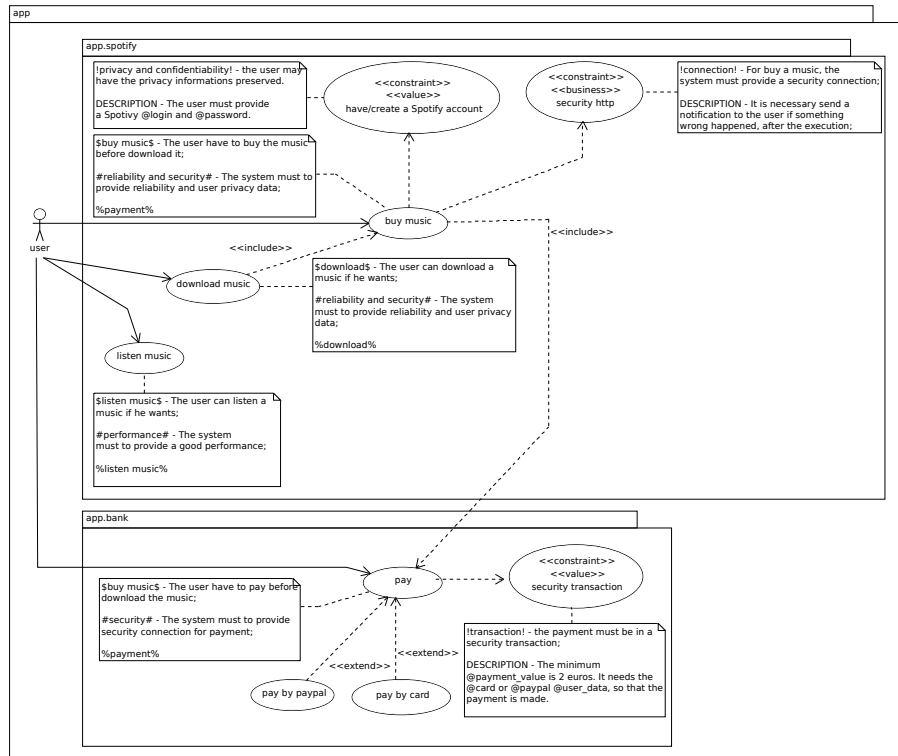 app
app.spotify
!privacy and confidentiability! - the user may
have the privacy informations preserved.
DESCRIPTION - The user must provide
a Spotivy @login and @password.
<<constraint>>
<<value>>
have/create a Spotify account
<<constraint>>
<<business>>
security http
!connection! - For buy a music, the
system must provide a security connection;
DESCRIPTION - It is necessary send a
notification to the user if something
wrong happened, after the execution;
$buy music$ - The user have to buy the music
before download it;
#reliability and security# - The system must to
provide reliability and user privacy data;
%payment%
buy music
user
<<include>>
<<include>>
download music
$download$ - The user can download a
music if he wants;
#reliability and security# - The system
must to provide reliability and user privacy
data;
%download%
listen music
$listen music$ - The user can listen a
music if he wants;
#performance# - The system
must to provide a good performance;
%listen music%
app.bank
pay
<<constraint>>
<<value>>
security transaction
$buy music$ - The user have to pay before
download the music;
#security# - The system must to provide
security connection for payment;
%payment%
<<extend>>
<<extend>>
!transaction! - the payment must be in a
security transaction;
DESCRIPTION - The minimum
@payment_value is 2 euros. It needs the
@card or @paypal @user_data, so that the
payment is made.
pay by paypal
pay by card